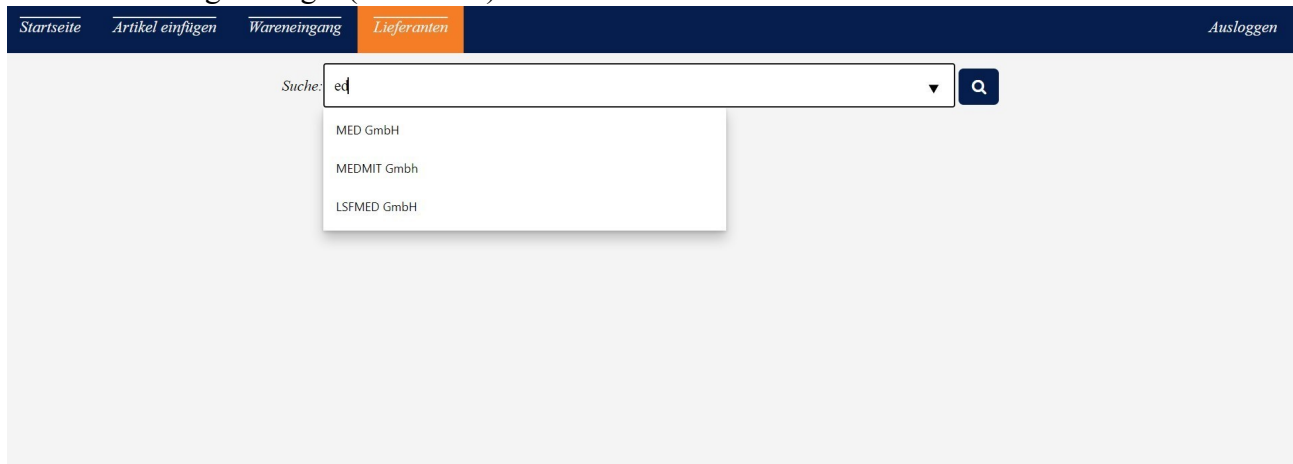 Startseite Artikel einfügen Wareneingang Lieferanten Ausloggen
Suche: ed
MED GmbH
MEDMIT Gmbh
LSFMED GmbH